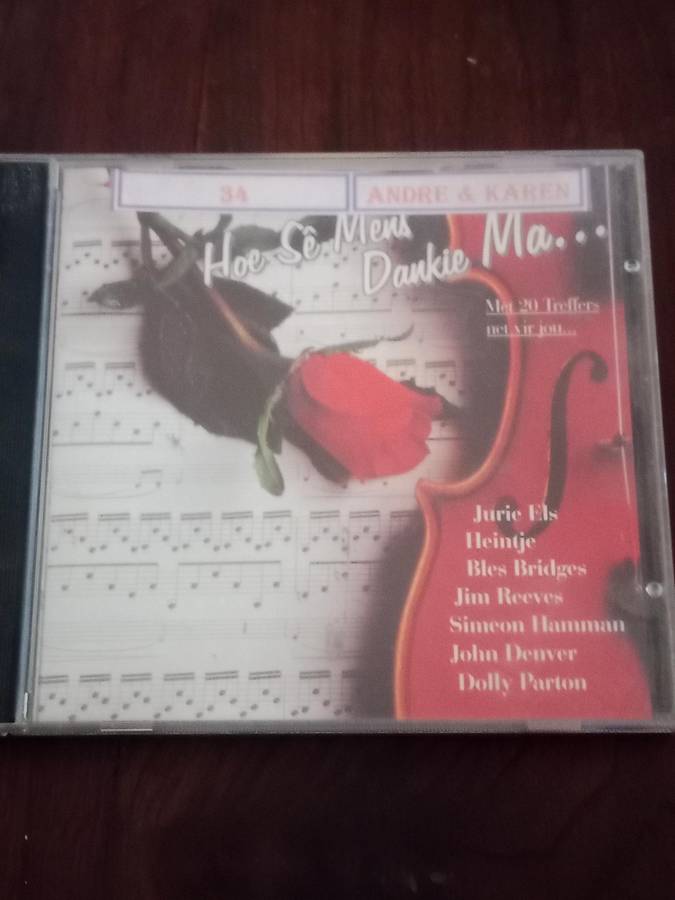 34
ANDRE & KAREN
Hoe Sê Mens
Dankie Ma...
Met 20 Treffers
net vir jou...
Jurie Els
Heintje
Bles Bridges
Jim Reeves
Simeon Hamman
John Denver
Dolly Parton